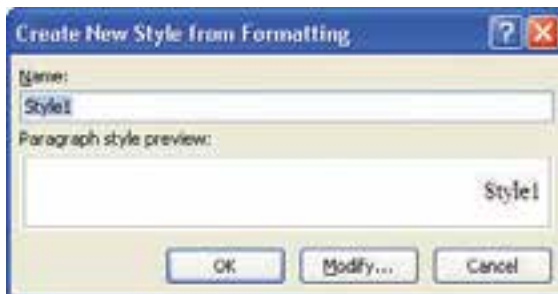 Create New Style from Formatting
Name:
Style1
Paragraph style preview:
Style1
OK Modify... Cancel